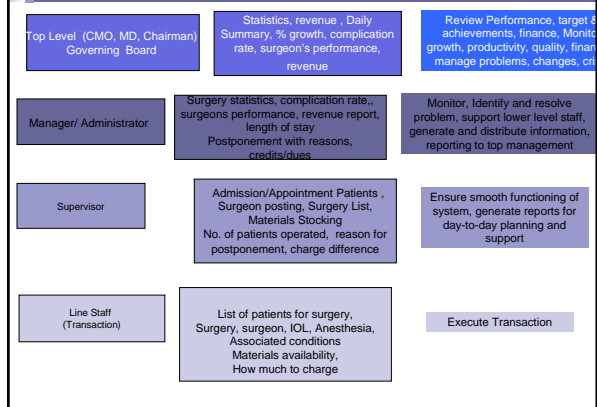 Top Level (CMO, MD, Chairman)
Governing Board
Statistics, revenue , Daily
Summary, % growth, complication
rate, surgeon's performance,
revenue
Review Performance, target &
achievements, finance, Monito
growth, productivity, quality, finan
manage problems, changes, cri
Manager/ Administrator
Surgery statistics, complication rate,,
surgeons performance, revenue report,
length of stay
Postponement with reasons,
credits/dues
Monitor, Identify and resolve
problem, support lower level staff,
generate and distribute information,
reporting to top management
Supervisor
Admission/Appointment Patients ,
Surgeon posting, Surgery List,
Materials Stocking
No. of patients operated, reason for
postponement, charge difference
Ensure smooth functioning of
system, generate reports for
day-to-day planning and
support
Line Staff
(Transaction)
List of patients for surgery,
Surgery, surgeon, IOL, Anesthesia,
Associated conditions
Materials availability,
How much to charge
Execute Transaction